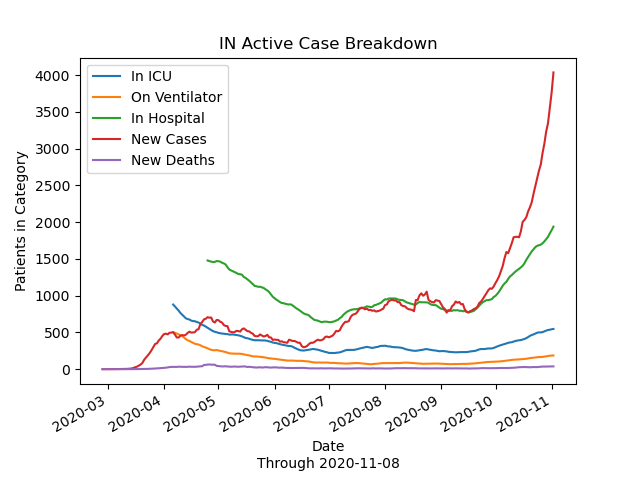 IN Active Case Breakdown
In ICU
On Ventilator
In Hospital
New Cases
New Deaths
Patients in Category
4000
3500
3000
2500
2000
1500
1000
500
0
2020-03
2020-04
2020-05
2020-06
2020-07
2020-08
2020-09
2020-10
2020-11
Date
Through 2020-11-08